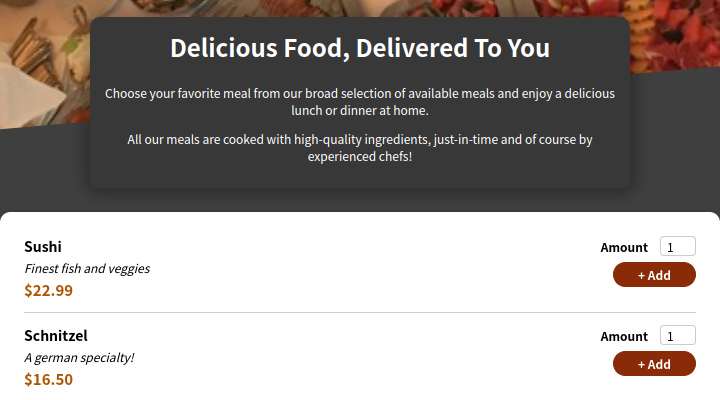 Delicious Food, Delivered To You
Choose your favorite meal from our broad selection of available meals and enjoy a delicious
lunch or dinner at home.
All our meals are cooked with high-quality ingredients, just-in-time and of course by
experienced chefs!
Sushi
Amount 1
Finest fish and veggies
+ Add
$22.99
Schnitzel
Amount 1
A german specialty!
+ Add
$16.50